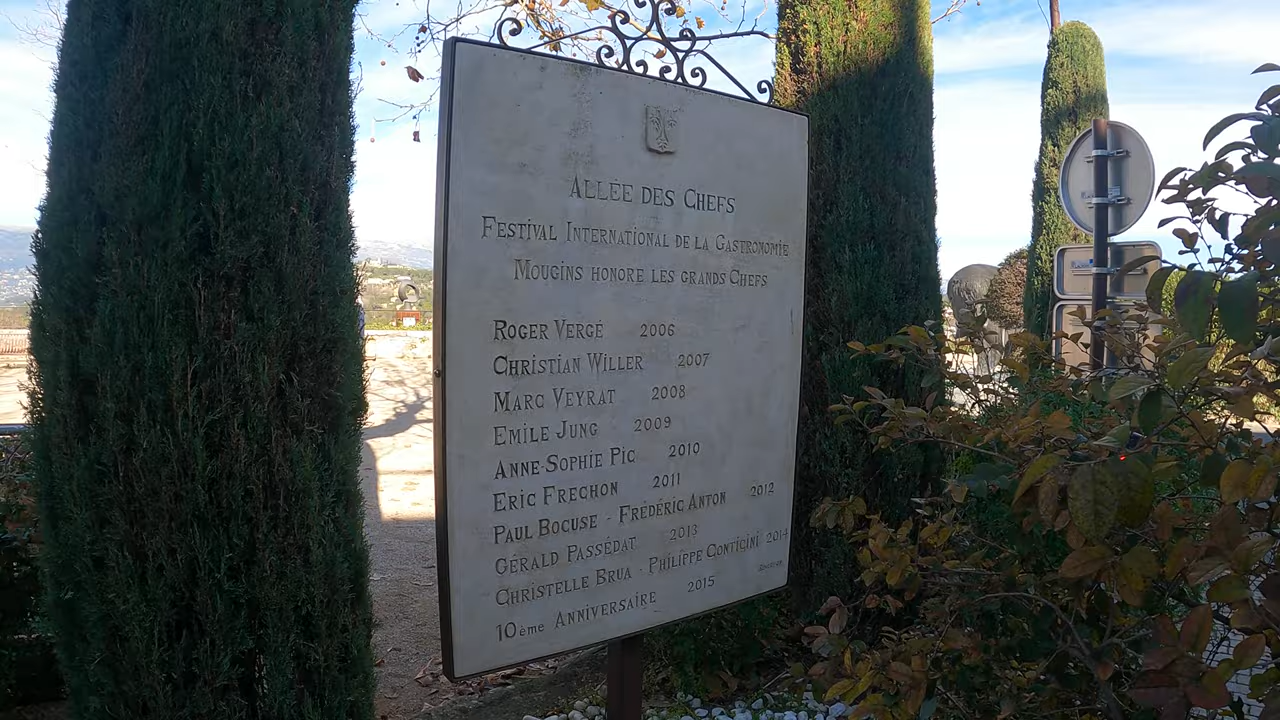 ALLÉE DES CHEFS
FESTIVAL INTERNATIONAL DE LA GASTRONOMIE
MOUGINS HONORE LES GRANDS CHEFS
ROGER VERGÉ 2006
CHRISTIAN WILLER 2007
MARC VEYRAT 2008
EMILE JUNG 2009
ANNE-SOPHIE PIC 2010
ERIC FRECHON 2011
PAUL BOCUSE - FRÉDÉRIC ANTON 2012
GÉRALD PASSÉDAT 2013
CHRISTELLE BRUA - PHILIPPE CONTICINI 2014
10ème ANNIVERSAIRE 2015